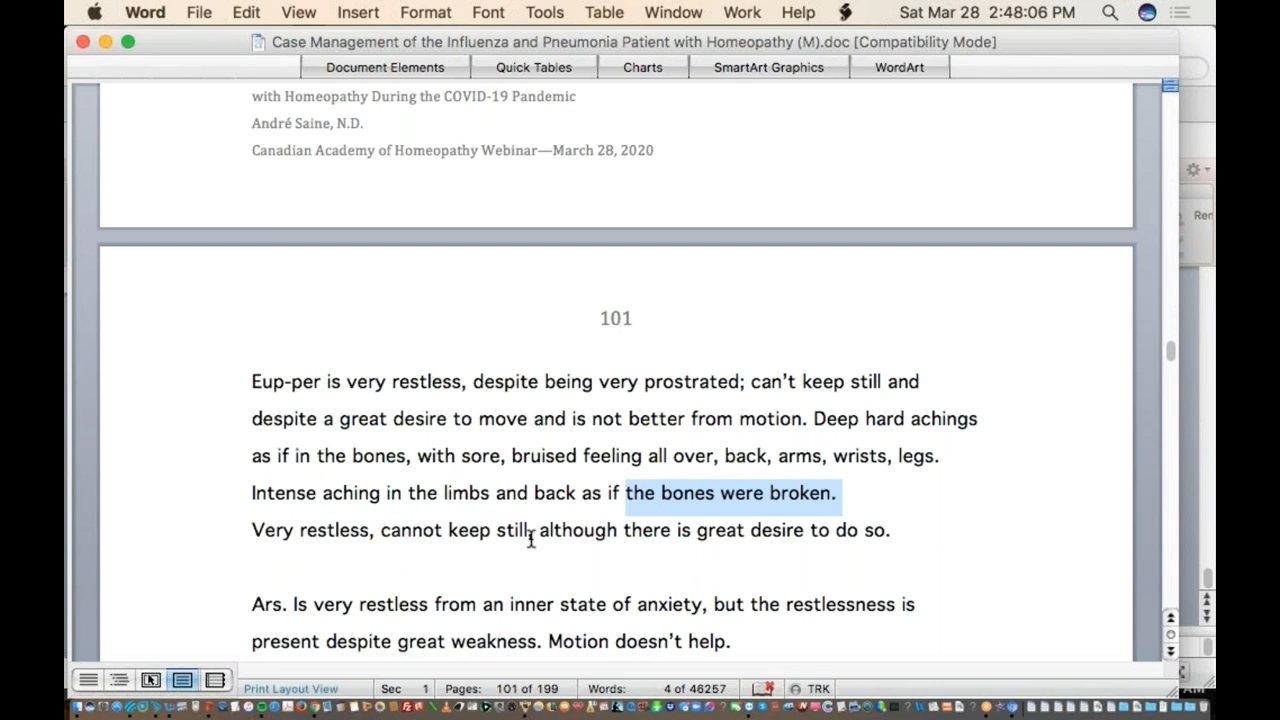 Word File Edit View Insert Format Font Tools Table Window Work Help Sat Mar 28 2:48:06 PM
Case Management of the Influenza and Pneumonia Patient with Homeopathy (M).doc [Compatibility Mode]
Document Elements Quick Tables Charts SmartArt Graphics WordArt
with Homeopathy During the COVID-19 Pandemic
André Saine, N.D.
Canadian Academy of Homeopathy Webinar—March 28, 2020
Ren
101
Eup-per is very restless, despite being very prostrated; can’t keep still and
despite a great desire to move and is not better from motion. Deep hard achings
as if in the bones, with sore, bruised feeling all over, back, arms, wrists, legs.
Intense aching in the limbs and back as if the bones were broken.
Very restless, cannot keep still, although there is great desire to do so.
Ars. Is very restless from an inner state of anxiety, but the restlessness is
present despite great weakness. Motion doesn’t help.
Print Layout View Sec 1 Pages: 101 of 199 Words: 4 of 46257 TRK
AM